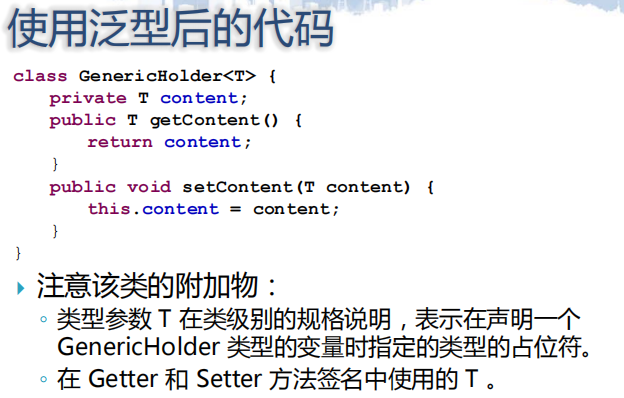 使用泛型后的代码
class GenericHolder<T> {
private T content;
public T getContent() {
return content;
}
public void setContent(T content) {
this.content = content;
}
}
注意该类的附加物：
类型参数 T 在类级别的规格说明，表示在声明一个
GenericHolder 类型的变量时指定的类型的占位符。
在 Getter 和 Setter 方法签名中使用的 T 。